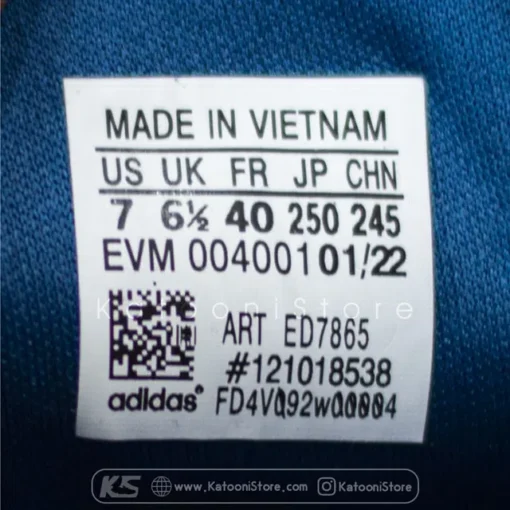 MADE IN VIETNAM
US UK FR JP CHN
7 6½ 40 250 245
EVM 004001 01/22
KatooniStore
ART ED7865
#121018538
adidas®
KS www.KatooniStore.com KatooniStore